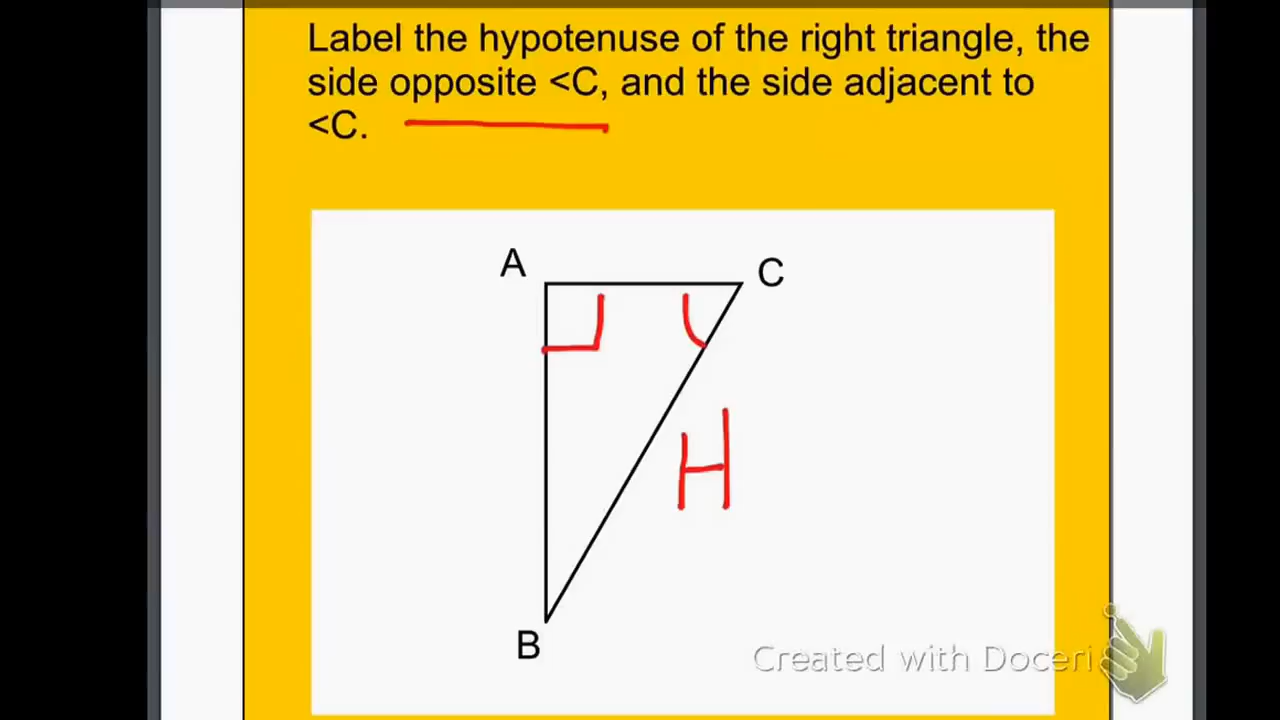 Label the hypotenuse of the right triangle, the
side opposite <C, and the side adjacent to
<C.
A
C
H
B
Created with Doceri